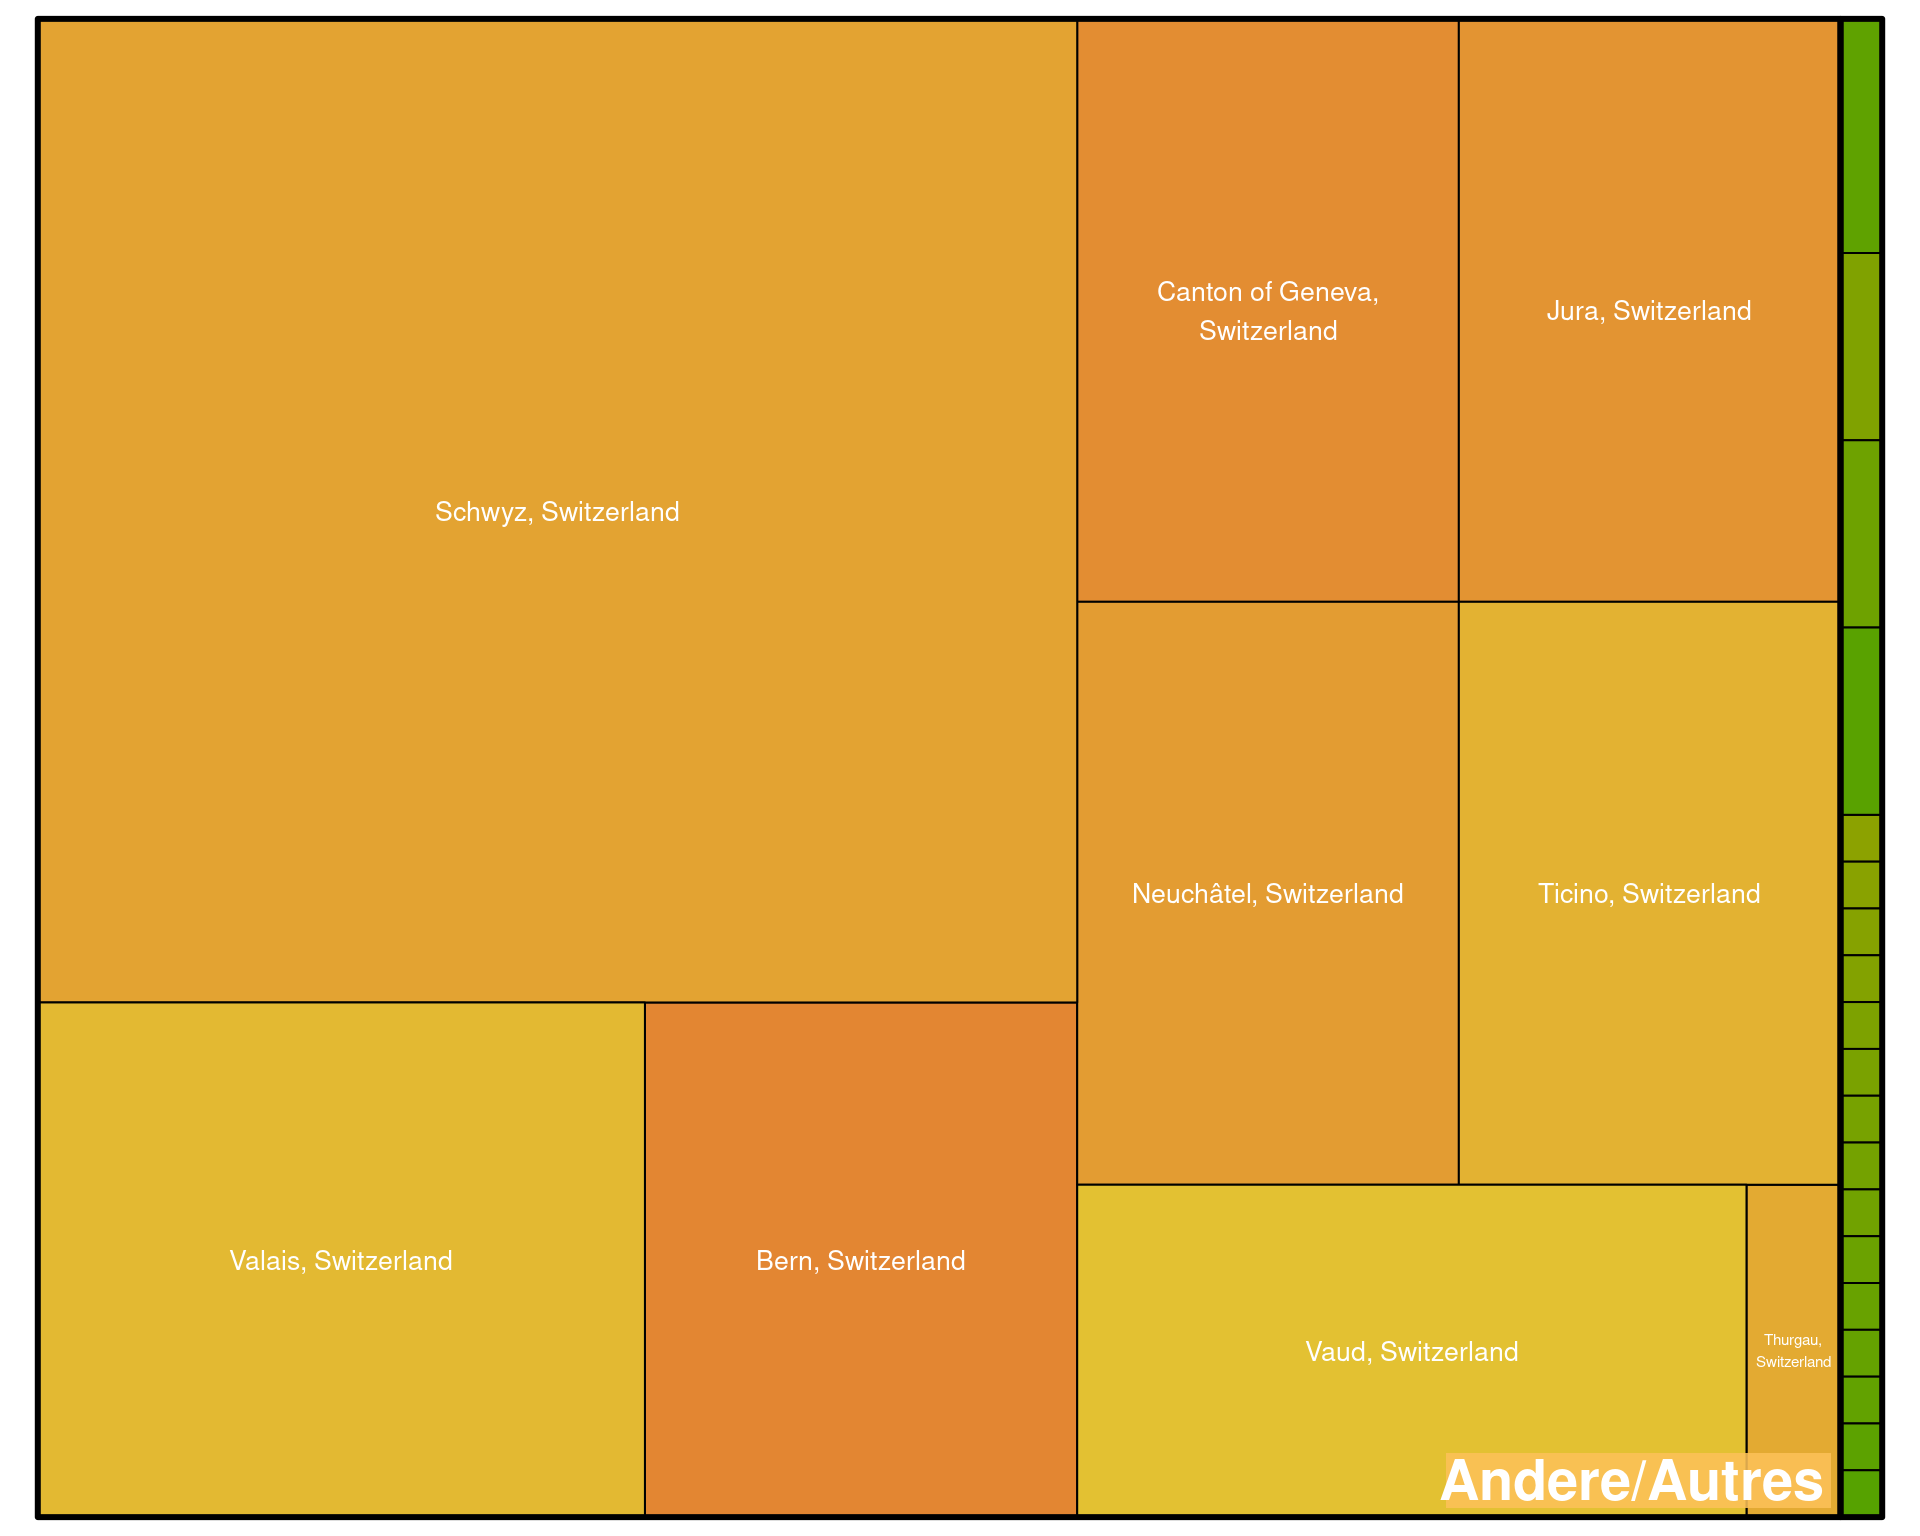 Schwyz, Switzerland
Canton of Geneva,
Switzerland
Jura, Switzerland
Neuchâtel, Switzerland
Ticino, Switzerland
Valais, Switzerland
Bern, Switzerland
Vaud, Switzerland
Thurgau,
Switzerland
Andere/Autres